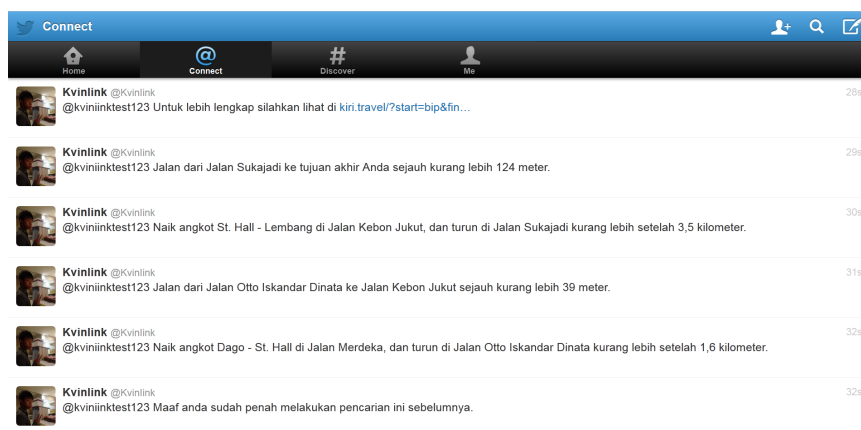 Connect
Home
Connect
Discover
Me
Kvinlink @Kvinlink 28s
@kviniinktest123 Untuk lebih lengkap silahkan lihat di kiri.travel/?start=bip&fin…
Kvinlink @Kvinlink 29s
@kviniinktest123 Jalan dari Jalan Sukajadi ke tujuan akhir Anda sejauh kurang lebih 124 meter.
Kvinlink @Kvinlink 30s
@kviniinktest123 Naik angkot St. Hall - Lembang di Jalan Kebon Jukut, dan turun di Jalan Sukajadi kurang lebih setelah 3,5 kilometer.
Kvinlink @Kvinlink 31s
@kviniinktest123 Jalan dari Jalan Otto Iskandar Dinata ke Jalan Kebon Jukut sejauh kurang lebih 39 meter.
Kvinlink @Kvinlink 32s
@kviniinktest123 Naik angkot Dago - St. Hall di Jalan Merdeka, dan turun di Jalan Otto Iskandar Dinata kurang lebih setelah 1,6 kilometer.
Kvinlink @Kvinlink 32s
@kviniinktest123 Maaf anda sudah penah melakukan pencarian ini sebelumnya.